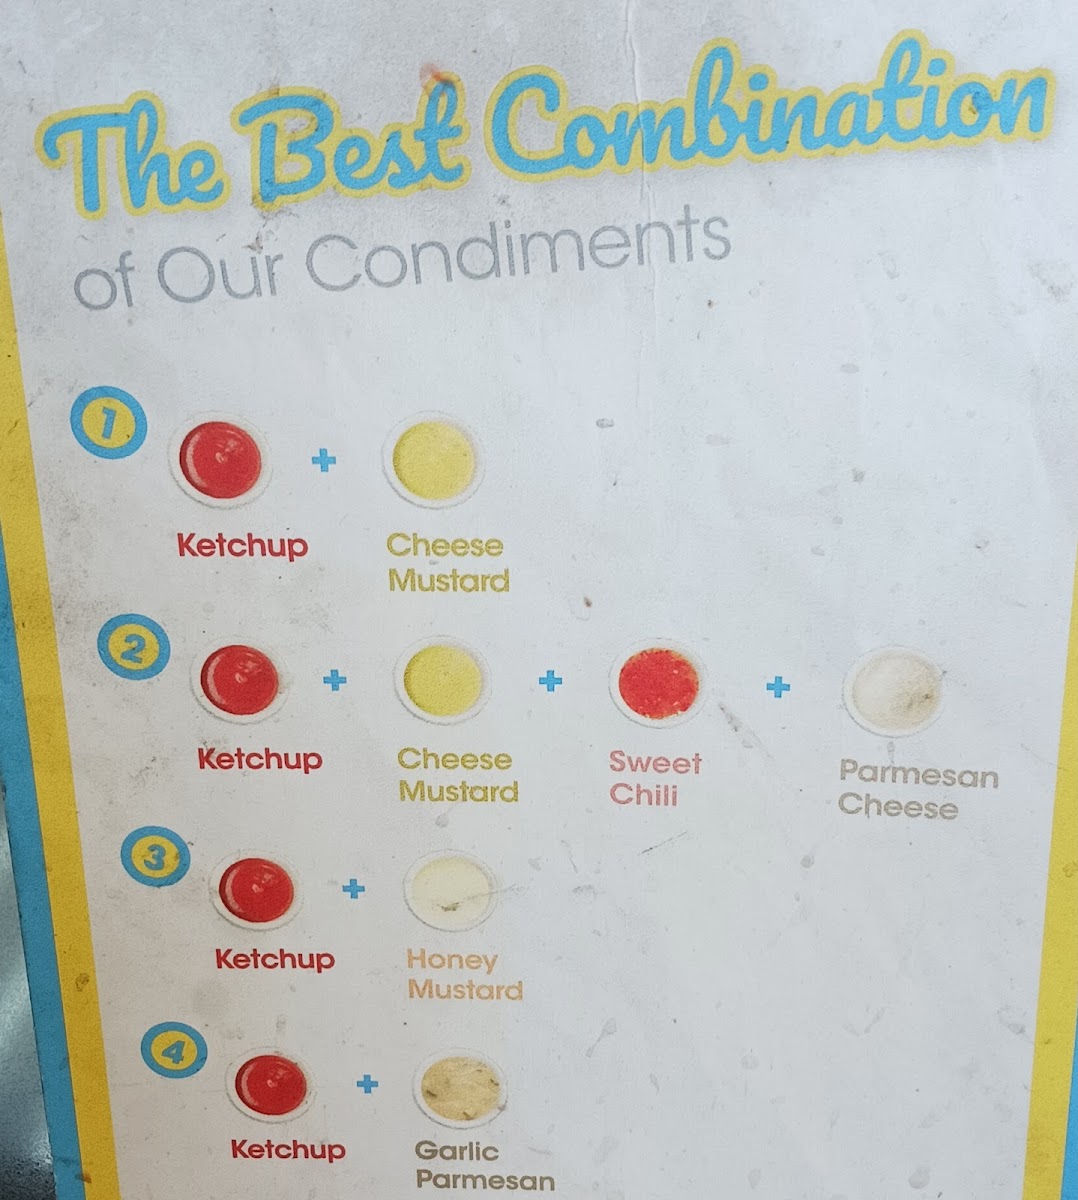 The Best Combination
of Our Condiments
1
+
Ketchup
Cheese
Mustard
2
+ + +
Ketchup
Cheese
Mustard
Sweet
Chili
Parmesan
Cheese
3
+
Ketchup
Honey
Mustard
4
+
Ketchup
Garlic
Parmesan